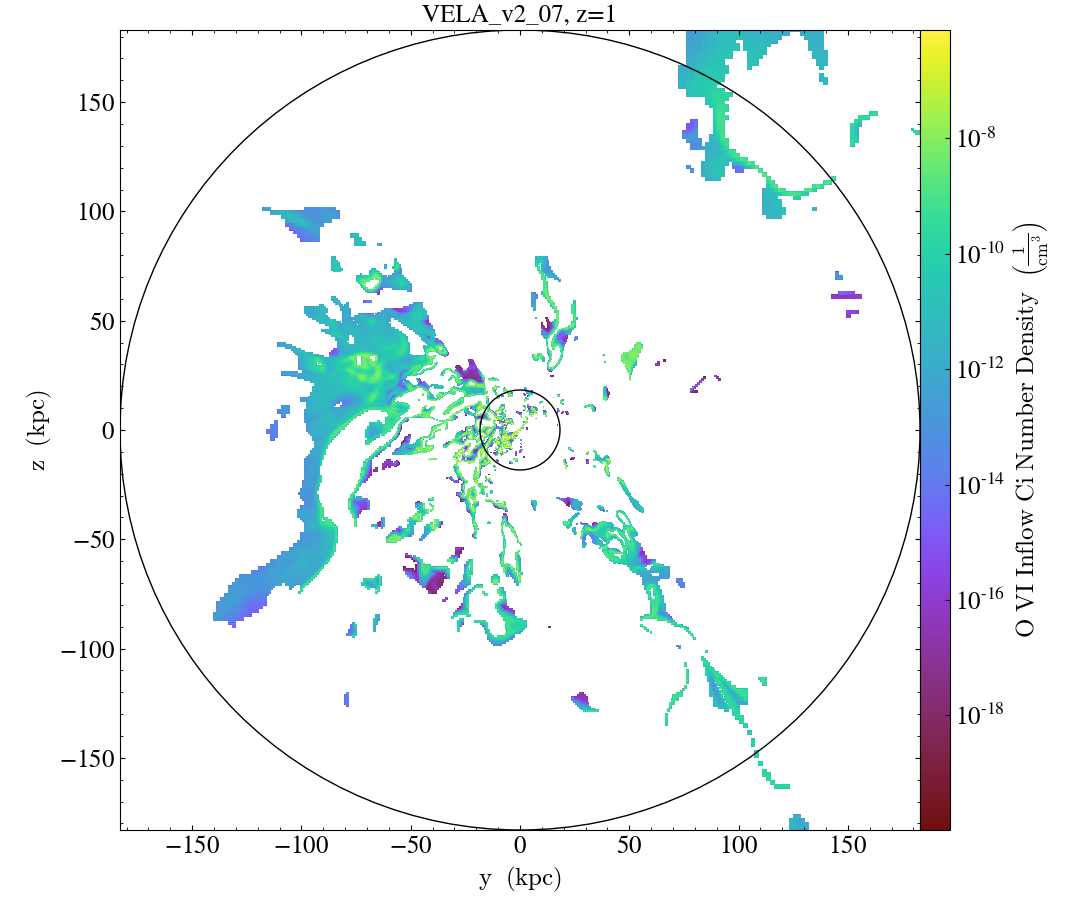 VELA_v2_07, z=1
150
100
50
0
−50
−100
−150
z (kpc)
−150 −100 −50 0 50 100 150
y (kpc)
10^-8
10^-10
10^-12
10^-14
10^-16
10^-18
O VI Inflow Ci Number Density (1/cm^3)